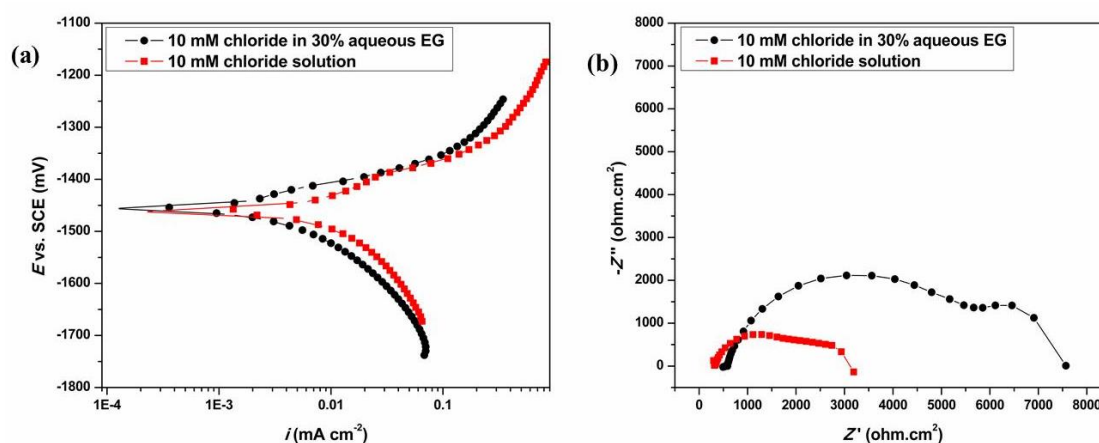 (a)
10 mM chloride in 30% aqueous EG
10 mM chloride solution
-1100
-1200
-1300
-1400
-1500
-1600
-1700
-1800
E vs. SCE (mV)
1E-4 1E-3 0.01 0.1
i (mA cm-2)
(b)
10 mM chloride in 30% aqueous EG
10 mM chloride solution
8000
7000
6000
5000
4000
3000
2000
1000
0
-Z'' (ohm.cm²)
0 1000 2000 3000 4000 5000 6000 7000 8000
Z' (ohm.cm²)